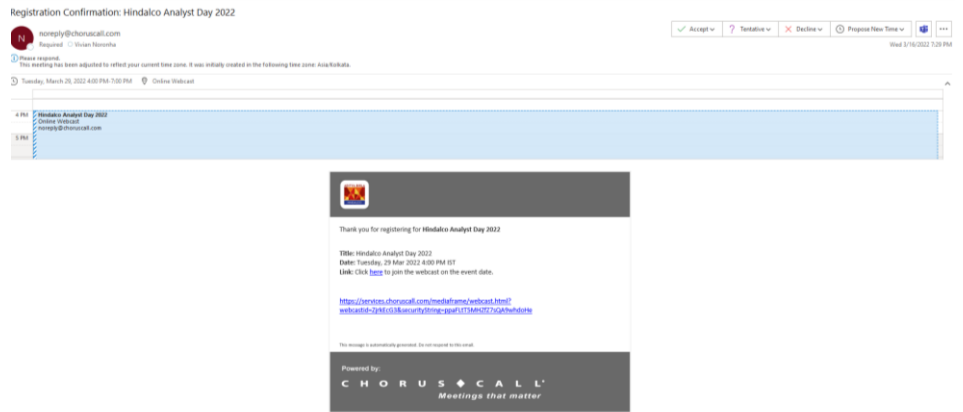 Registration Confirmation: Hindalco Analyst Day 2022
N
noreply@choruscall.com
Required Vivian Noronha
Accept
? Tentative
Decline
Propose New Time
Wed 3/16/2022 7:29 PM
Please respond.
This meeting has been adjusted to reflect your current time zone. It was initially created in the following time zone: Asia/Kolkata.
Tuesday, March 29, 2022 4:00 PM-7:00 PM Online Webcast
4 PM
Hindalco Analyst Day 2022
Online Webcast
noreply@choruscall.com
5 PM
Thank you for registering for Hindalco Analyst Day 2022
Title: Hindalco Analyst Day 2022
Date: Tuesday, 29 Mar 2022 4:00 PM IST
Link: Click here to join the webcast on the event date.
https://services.choruscall.com/mediaframe/webcast.html?
This message is automatically generated. Do not respond to this email
Powered by:
CHORUS CALL
Meetings that matter